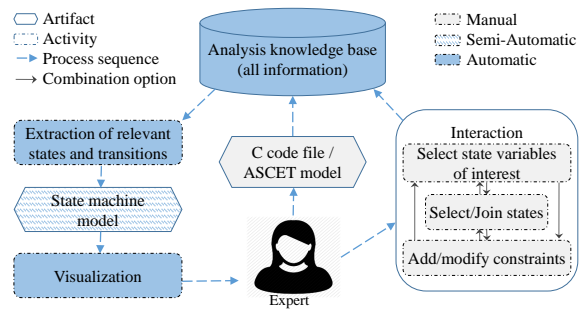 Artifact
Activity
Process sequence
Combination option
Analysis knowledge base
(all information)
Manual
Semi-Automatic
Automatic
Extraction of relevant
states and transitions
State machine
model
Visualization
C code file /
ASCET model
Expert
Interaction
Select state variables
of interest
Select/Join states
Add/modify constraints